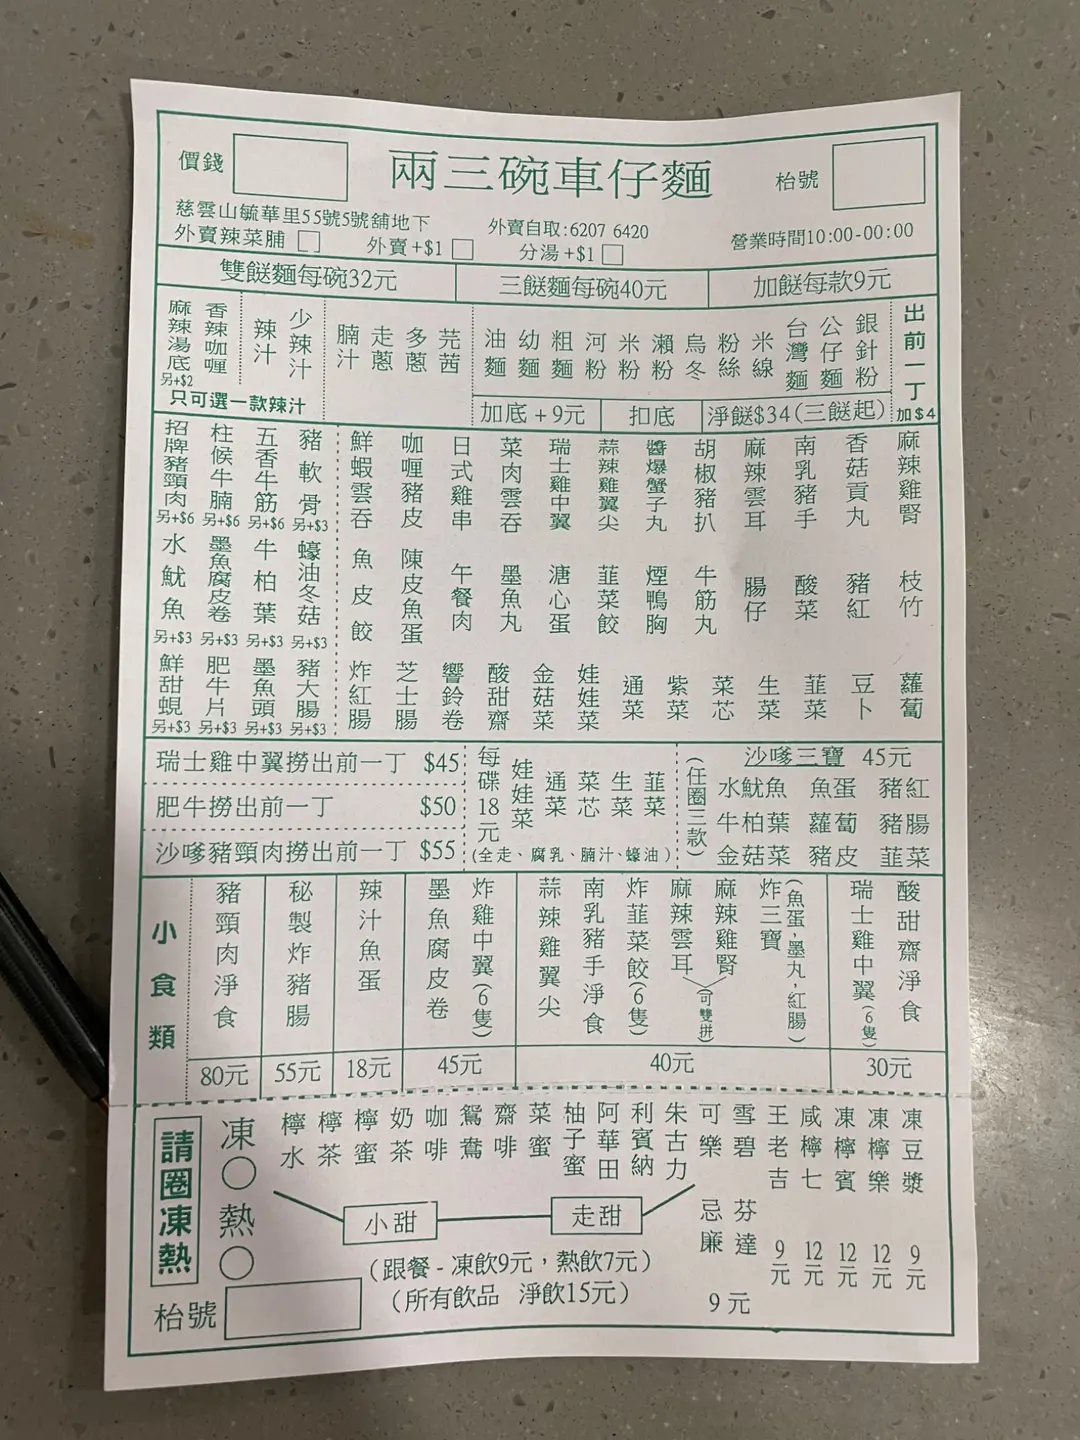 價錢
兩三碗車仔麵
枱號
慈雲山毓華里55號5號舖地下
外賣自取:6207 6420
營業時間10:00-00:00
外賣辣菜脯
外賣+$1
分湯+$1
雙餸麵每碗32元
三餸麵每碗40元
加餸每款9元
麻辣湯底 另+$2
香辣咖喱
辣汁
少辣汁
只可選一款辣汁
腩汁
走蔥
多蔥
芫茜
油麵
幼麵
粗麵
河粉
米粉
瀨粉
烏冬
粉絲
米線
台灣麵
公仔麵
銀針粉
出前一丁 加$4
加底+9元
扣底
淨餸$34(三餸起)
招牌豬頸肉 另+$6
柱候牛腩 另+$6
五香牛筋 另+$6
豬軟骨 另+$3
鮮蝦雲吞
咖喱豬皮
日式雞串
菜肉雲吞
瑞士雞中翼
蒜辣雞翼尖
醬爆蟹子丸
胡椒豬扒
麻辣雲耳
南乳豬手
香菇貢丸
麻辣雞腎
水魷魚 另+$3
墨魚腐皮卷 另+$3
牛柏葉 另+$3
蠔油冬菇 另+$3
魚皮餃
陳皮魚蛋
午餐肉
墨魚丸
溏心蛋
韮菜餃
煙鴨胸
牛筋丸
腸仔
酸菜
豬紅
枝竹
鮮甜蜆 另+$3
肥牛片 另+$3
墨魚頭 另+$3
豬大腸 另+$3
炸紅腸
芝士腸
響鈴卷
酸甜齋
金菇菜
娃娃菜
通菜
紫菜
菜芯
生菜
韮菜
豆卜
蘿蔔
瑞士雞中翼撈出前一丁 $45
肥牛撈出前一丁 $50
沙嗲豬頸肉撈出前一丁 $55
每碟18元
娃娃菜
通菜
菜芯
生菜
韮菜
(全走、腐乳、腩汁、蠔油)
(任圈三款)
沙嗲三寶 45元
水魷魚 魚蛋 豬紅
牛柏葉 蘿蔔 豬腸
金菇菜 豬皮 韮菜
小食類
豬頸肉淨食
80元
秘製炸豬腸
55元
辣汁魚蛋
18元
墨魚腐皮卷
炸雞中翼(6隻)
45元
蒜辣雞翼尖
南乳豬手淨食
炸韮菜餃(6隻)
麻辣雲耳
麻辣雞腎
(可雙拼)
炸三寶
(魚蛋,墨丸,紅腸)
40元
瑞士雞中翼(6隻)
酸甜齋淨食
30元
請圈凍熱
凍
熱
檸水
檸茶
檸蜜
奶茶
咖啡
鴛鴦
齋啡
菜蜜
柚子蜜
阿華田
利賓納
朱古力
可樂
雪碧
忌廉
芬達
9元
王老吉 9元
咸檸七 12元
凍檸賓 12元
凍檸樂 12元
凍豆漿 9元
小甜
走甜
(跟餐-凍飲9元,熱飲7元)
(所有飲品 淨飲15元)
枱號